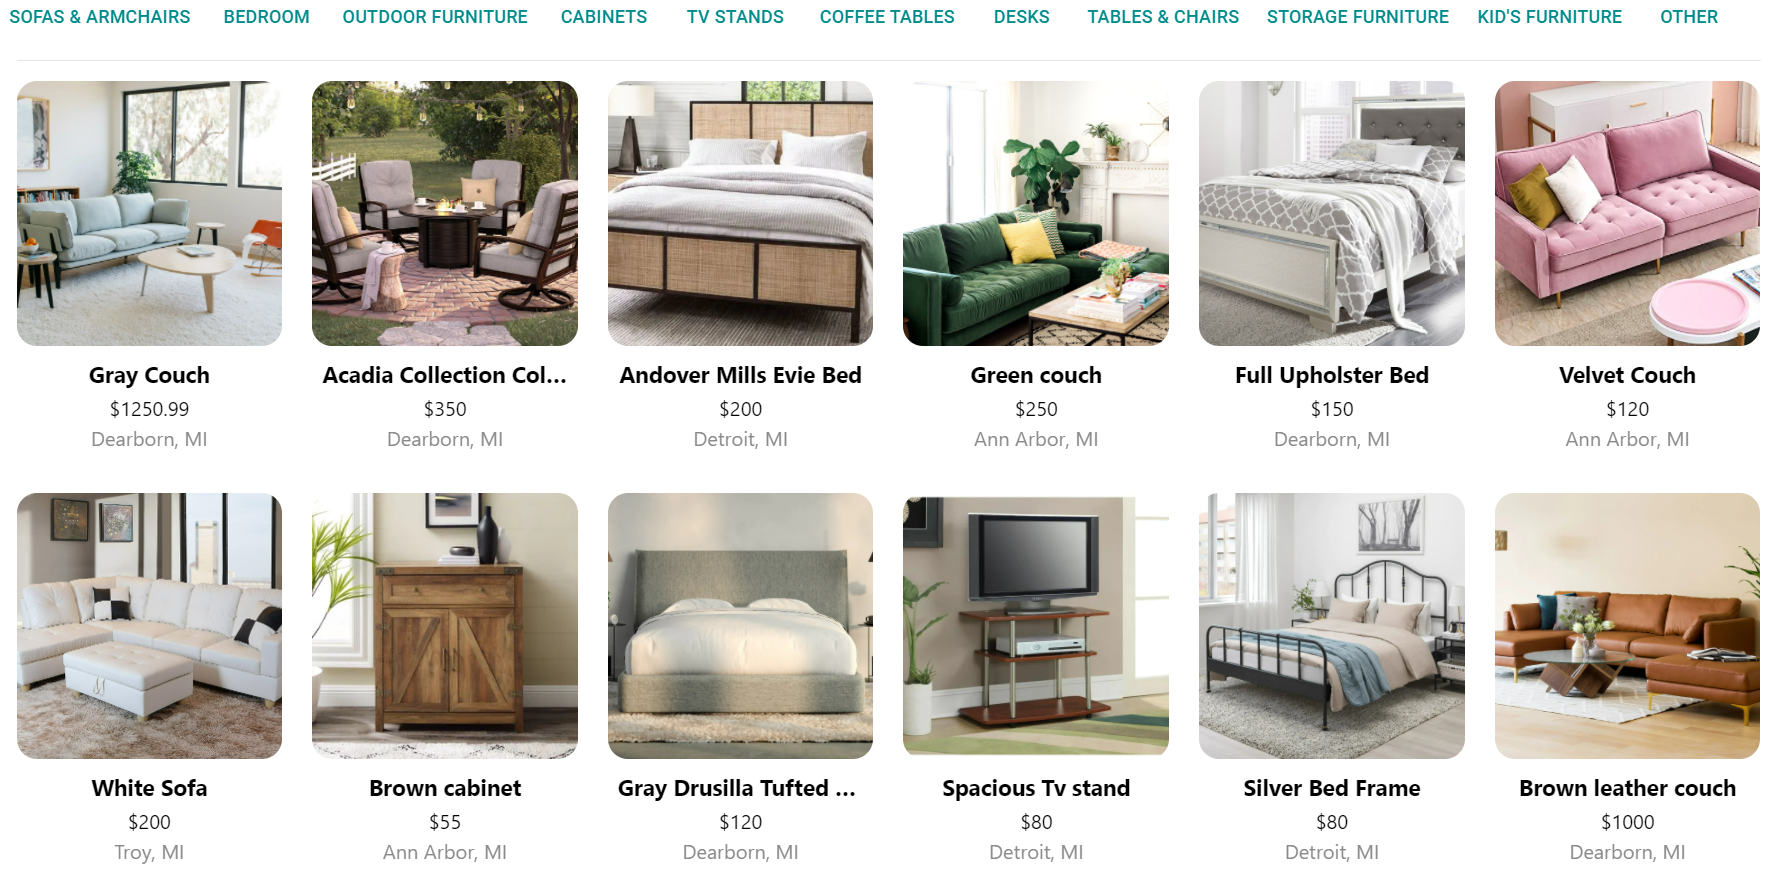 SOFAS & ARMCHAIRS BEDROOM OUTDOOR FURNITURE CABINETS TV STANDS COFFEE TABLES DESKS TABLES & CHAIRS STORAGE FURNITURE KID'S FURNITURE OTHER
Gray Couch
$1250.99
Dearborn, MI
Acadia Collection Col...
$350
Dearborn, MI
Andover Mills Evie Bed
$200
Detroit, MI
Green couch
$250
Ann Arbor, MI
Full Upholster Bed
$150
Dearborn, MI
Velvet Couch
$120
Ann Arbor, MI
White Sofa
$200
Troy, MI
Brown cabinet
$55
Ann Arbor, MI
Gray Drusilla Tufted ...
$120
Dearborn, MI
Spacious Tv stand
$80
Detroit, MI
Silver Bed Frame
$80
Detroit, MI
Brown leather couch
$1000
Dearborn, MI